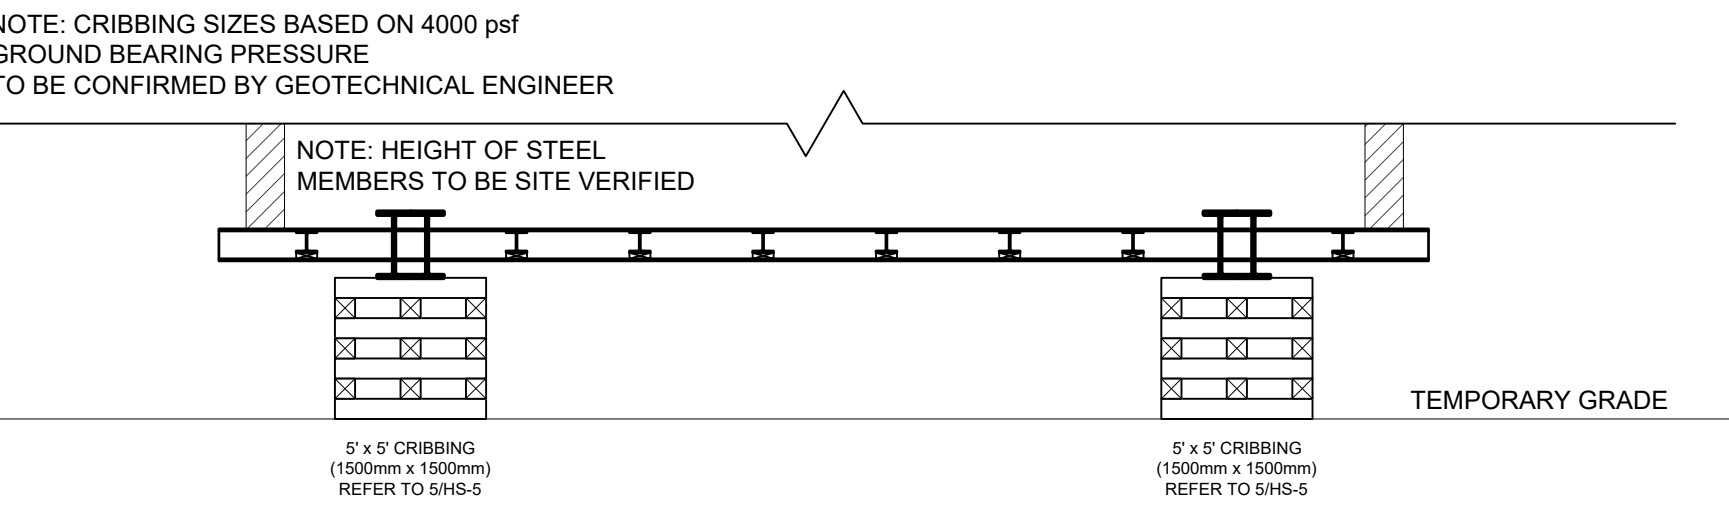 NOTE: CRIBBING SIZES BASED ON 4000 psf
GROUND BEARING PRESSURE
TO BE CONFIRMED BY GEOTECHNICAL ENGINEER
NOTE: HEIGHT OF STEEL
MEMBERS TO BE SITE VERIFIED
TEMPORARY GRADE
5' x 5' CRIBBING
(1500mm x 1500mm)
REFER TO 5/HS-5
5' x 5' CRIBBING
(1500mm x 1500mm)
REFER TO 5/HS-5